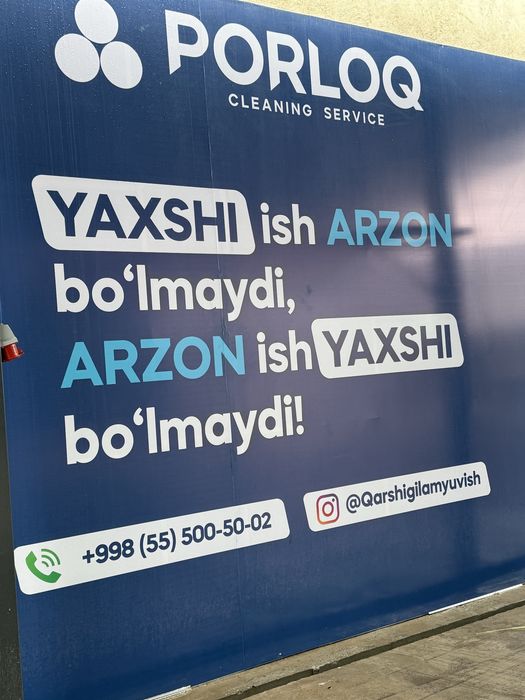 PORLOQ
CLEANING SERVICE
YAXSHI ish ARZON
bo‘lmaydi,
ARZON ish YAXSHI
bo‘lmaydi!
+998 (55) 500-50-02
@Qarshigilamyuvish